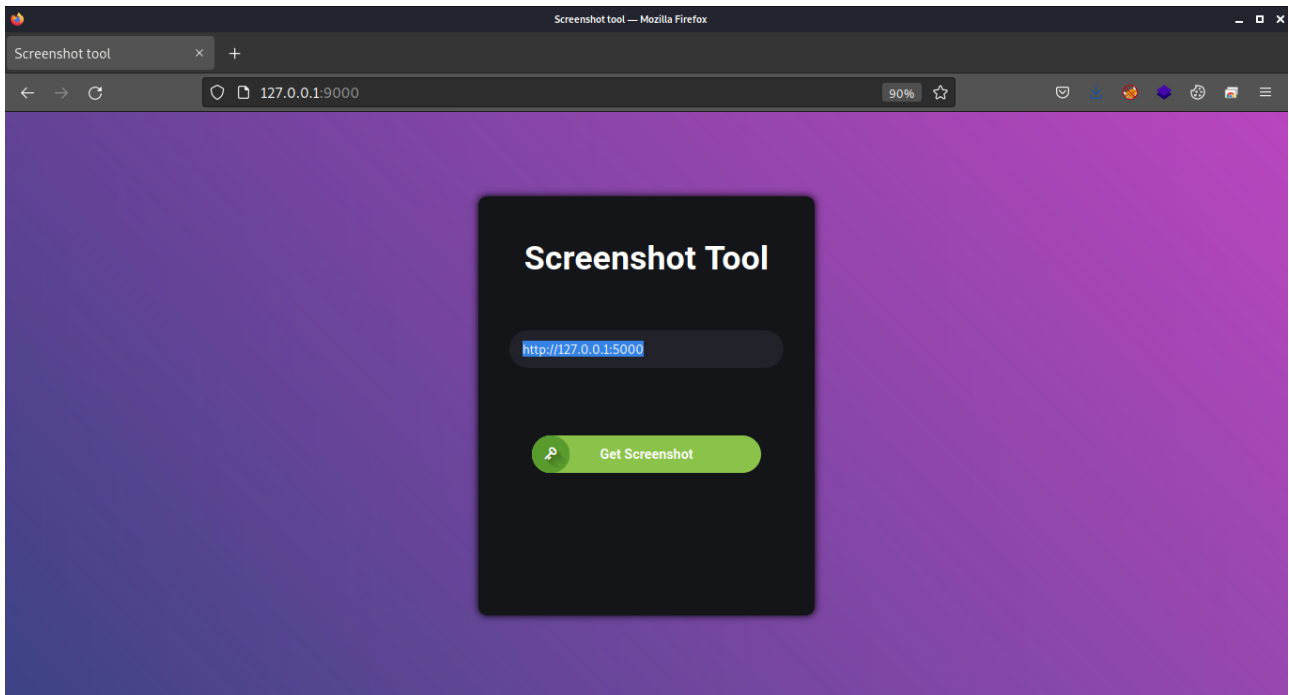 Screenshot tool — Mozilla Firefox
Screenshot tool
127.0.0.1:9000
90%
Screenshot Tool
http://127.0.0.1:5000
Get Screenshot